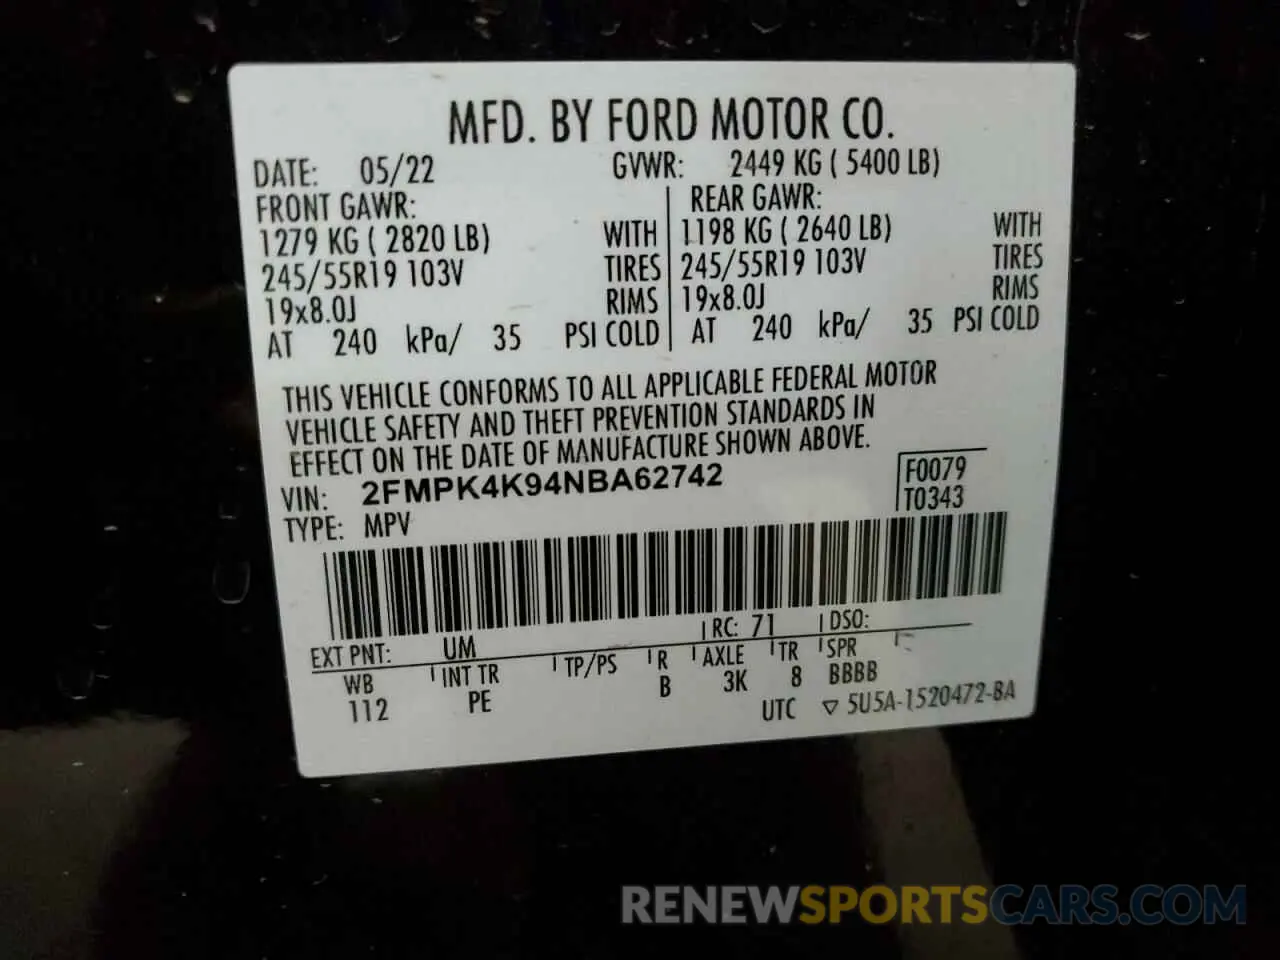 MFD. BY FORD MOTOR CO.
DATE: 05/22 GVWR: 2449 KG ( 5400 LB)
FRONT GAWR: REAR GAWR:
1279 KG ( 2820 LB) WITH 1198 KG ( 2640 LB) WITH
245/55R19 103V TIRES 245/55R19 103V TIRES
19x8.0J RIMS 19x8.0J RIMS
AT 240 kPa/ 35 PSI COLD AT 240 kPa/ 35 PSI COLD
THIS VEHICLE CONFORMS TO ALL APPLICABLE FEDERAL MOTOR
VEHICLE SAFETY AND THEFT PREVENTION STANDARDS IN
EFFECT ON THE DATE OF MANUFACTURE SHOWN ABOVE.
VIN: 2FMPK4K94NBA62742 F0079
TYPE: MPV T0343
EXT PNT: UM RC: 71 DSO:
WB INT TR TP/PS R AXLE TR SPR
112 PE B 3K 8 BBBB
UTC ▽ 5U5A-1520472-BA
RENEWSPORTSCARS.COM